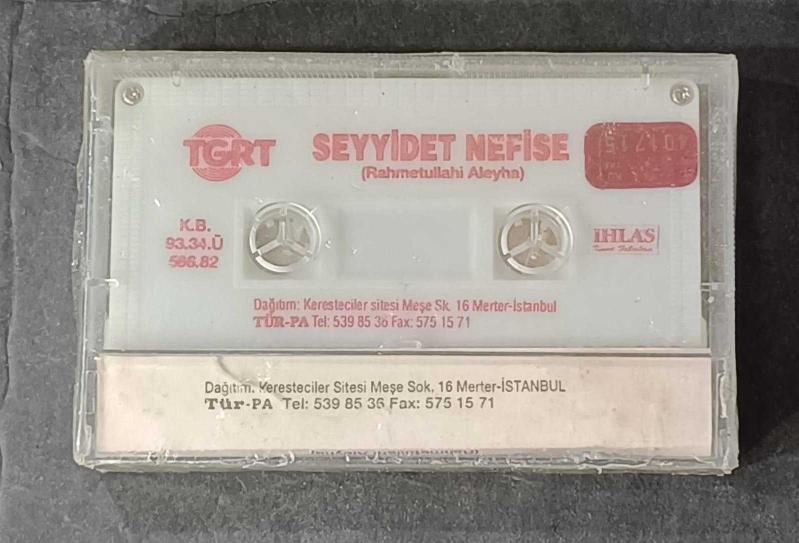 TGRT
SEYYİDET NEFİSE
(Rahmetullahi Aleyha)
K.B.
93.34.Ü
586.82
İHLAS
Dağıtım: Keresteciler sitesi Meşe Sk. 16 Merter-İstanbul
TÜR-PA Tel: 539 85 36 Fax: 575 15 71
Dağıtım: Keresteciler Sitesi Meşe Sok. 16 Merter-İSTANBUL
Tür-PA Tel: 539 85 36 Fax: 575 15 71